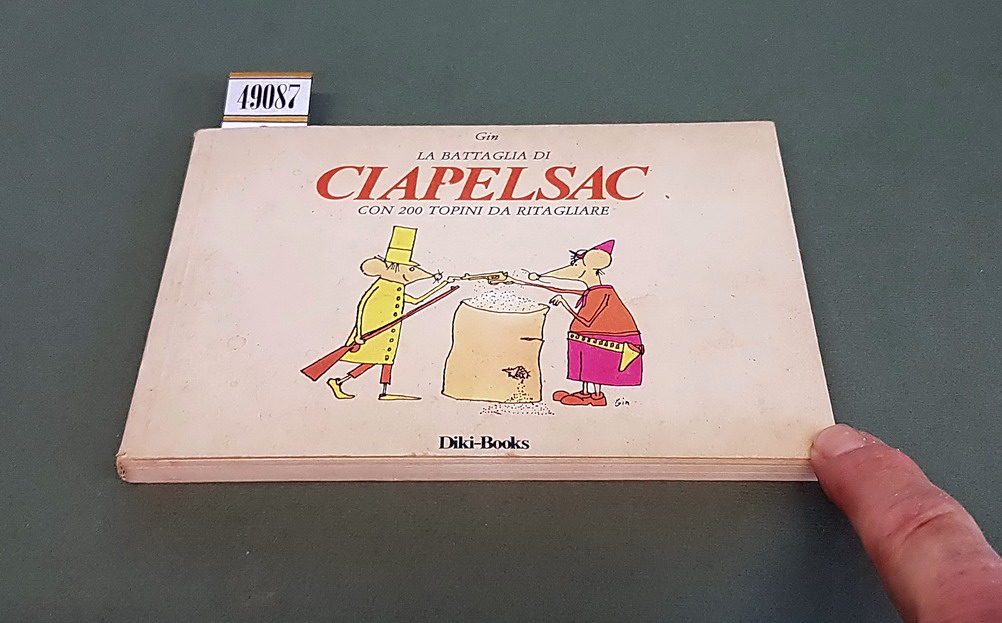 49087
Gin
LA BATTAGLIA DI
CIAPELSAC
CON 200 TOPINI DA RITAGLIARE
Gin
Diki-Books